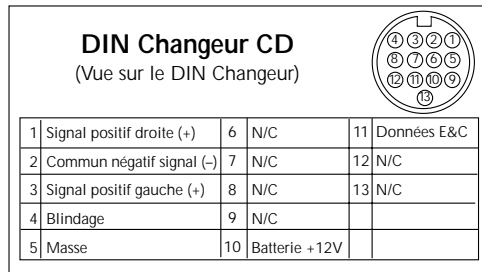 DIN Changeur CD
(Vue sur le DIN Changeur)
4 3 2 1
8 7 6 5
12 11 10 9
13
1 Signal positif droite (+) 6 N/C 11 Données E&C
2 Commun négatif signal (–) 7 N/C 12 N/C
3 Signal positif gauche (+) 8 N/C 13 N/C
4 Blindage 9 N/C
5 Masse 10 Batterie +12V